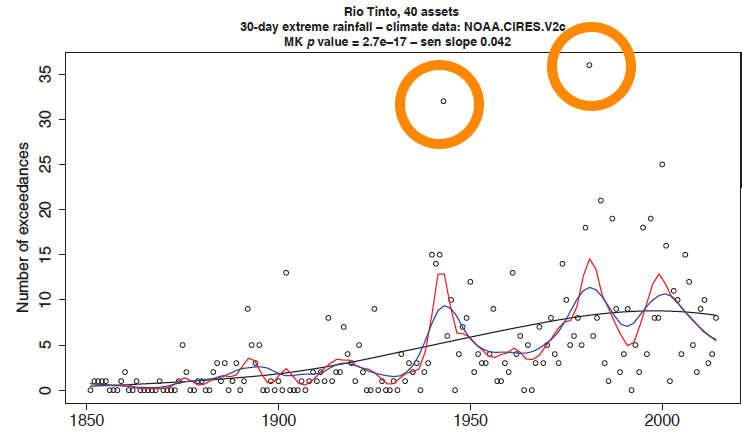 Rio Tinto, 40 assets
30-day extreme rainfall – climate data: NOAA.CIRES.V2c
MK p value = 2.7e–17 – sen slope 0.042
Number of exceedances
35
30
25
20
15
10
5
0
1850 1900 1950 2000